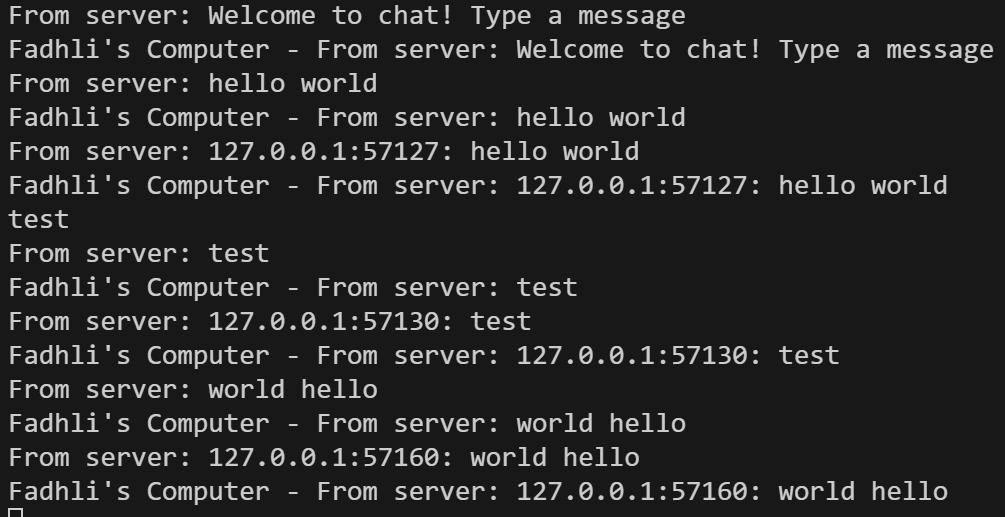 From server: Welcome to chat! Type a message
Fadhli's Computer - From server: Welcome to chat! Type a message
From server: hello world
Fadhli's Computer - From server: hello world
From server: 127.0.0.1:57127: hello world
Fadhli's Computer - From server: 127.0.0.1:57127: hello world
test
From server: test
Fadhli's Computer - From server: test
From server: 127.0.0.1:57130: test
Fadhli's Computer - From server: 127.0.0.1:57130: test
From server: world hello
Fadhli's Computer - From server: world hello
From server: 127.0.0.1:57160: world hello
Fadhli's Computer - From server: 127.0.0.1:57160: world hello